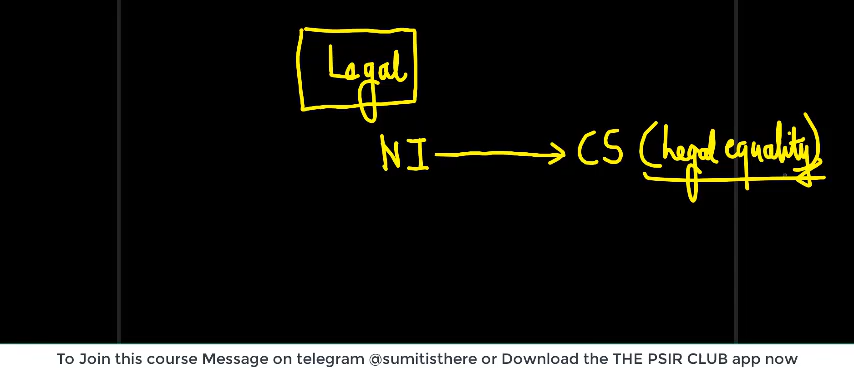 Legal
NI → CS (Legal equality)
To Join this course Message on telegram @sumitisthere or Download the THE PSIR CLUB app now